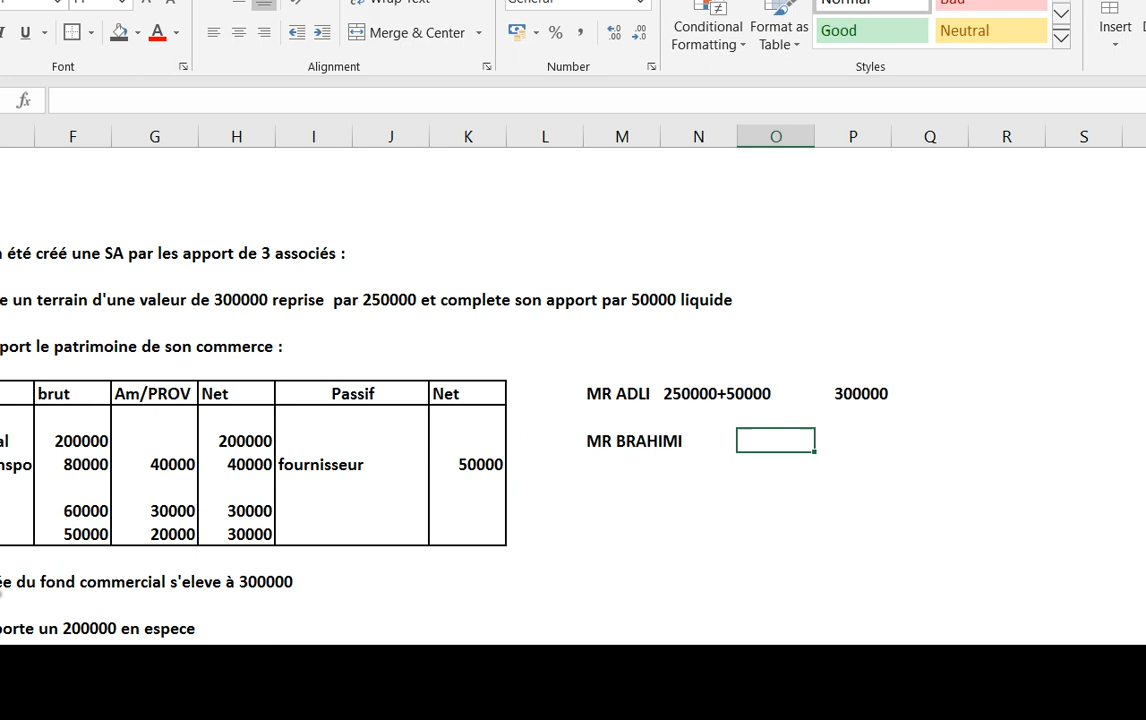 General
Normal
Bad
U
Merge & Center
%
Conditional Formatting
Format as Table
Good
Neutral
Insert
Font
Alignment
Number
Styles
fx
F G H I J K L M N O P Q R S
été créé une SA par les apport de 3 associés :
e un terrain d'une valeur de 300000 reprise par 250000 et complete son apport par 50000 liquide
port le patrimoine de son commerce :
brut Am/PROV Net Passif Net
MR ADLI 250000+50000 300000
al 200000 200000
MR BRAHIMI
nspo 80000 40000 40000 fournisseur 50000
60000 30000 30000
50000 20000 30000
ée du fond commercial s'eleve à 300000
porte un 200000 en espece